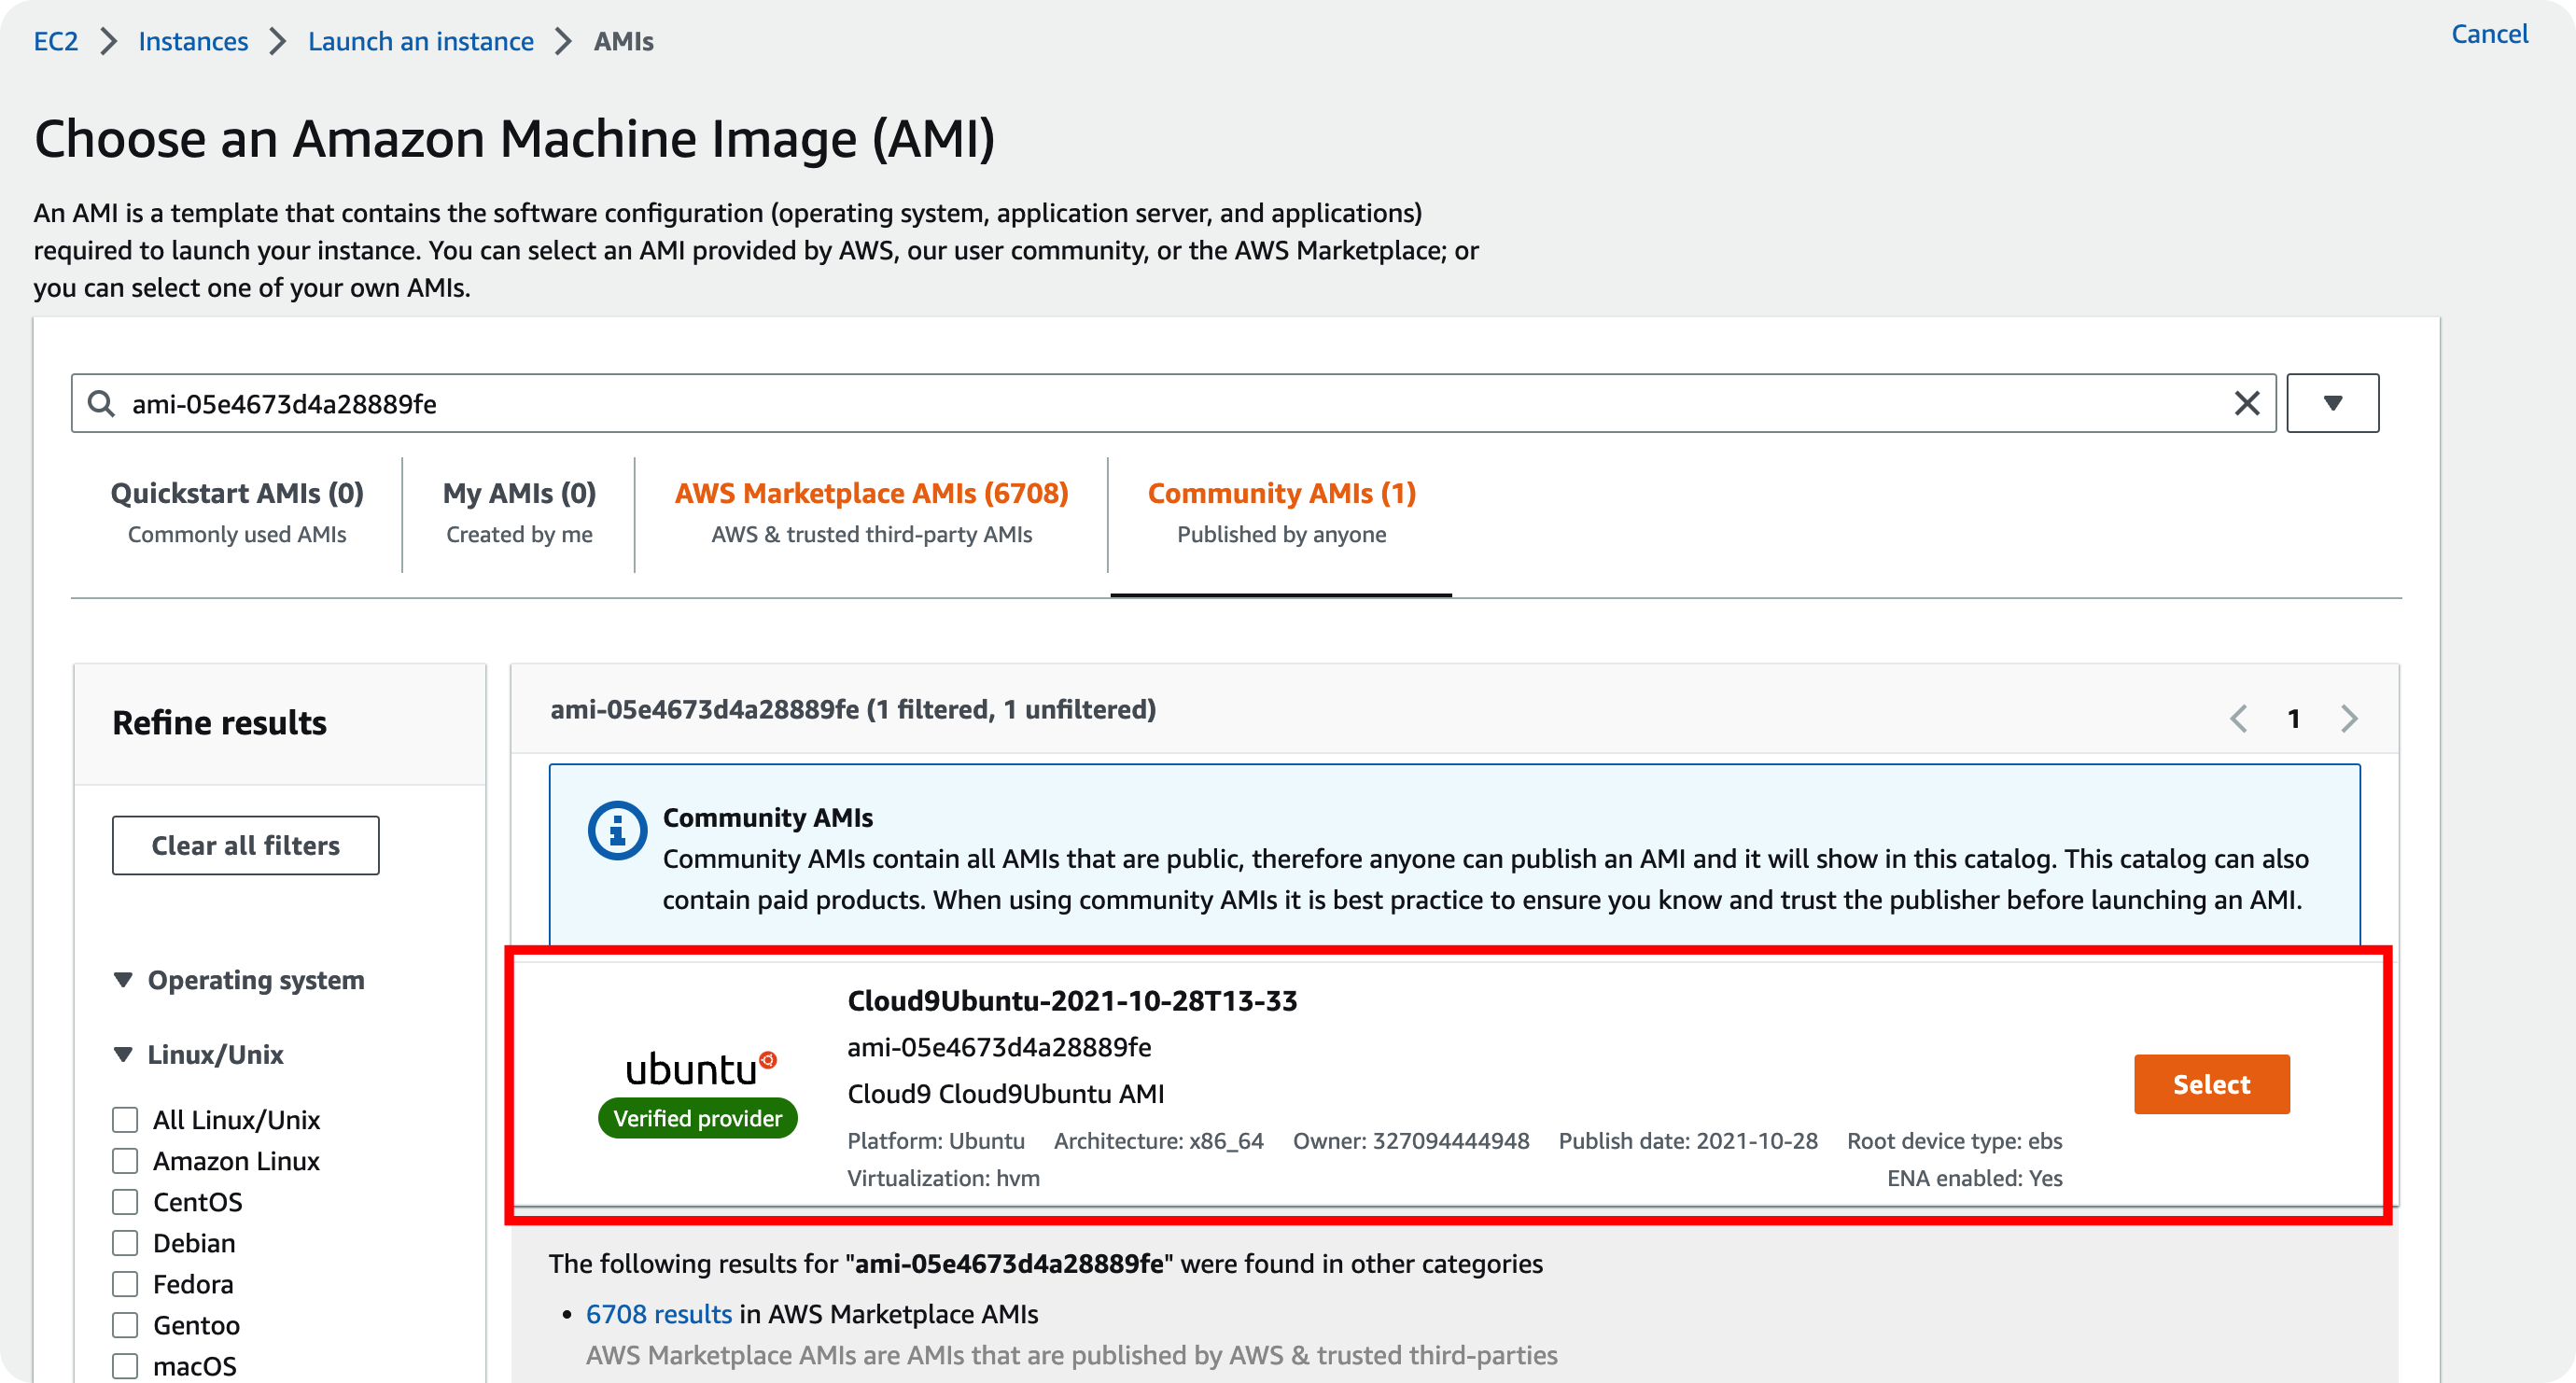 EC2 > Instances > Launch an instance > AMIs
Cancel
Choose an Amazon Machine Image (AMI)
An AMI is a template that contains the software configuration (operating system, application server, and applications)
required to launch your instance. You can select an AMI provided by AWS, our user community, or the AWS Marketplace; or
you can select one of your own AMIs.
ami-05e4673d4a28889fe
Quickstart AMIs (0)
Commonly used AMIs
My AMIs (0)
Created by me
AWS Marketplace AMIs (6708)
AWS & trusted third-party AMIs
Community AMIs (1)
Published by anyone
Refine results
Clear all filters
Operating system
Linux/Unix
All Linux/Unix
Amazon Linux
CentOS
Debian
Fedora
Gentoo
macOS
ami-05e4673d4a28889fe (1 filtered, 1 unfiltered)
1
Community AMIs
Community AMIs contain all AMIs that are public, therefore anyone can publish an AMI and it will show in this catalog. This catalog can also
contain paid products. When using community AMIs it is best practice to ensure you know and trust the publisher before launching an AMI.
ubuntu
Verified provider
Cloud9Ubuntu-2021-10-28T13-33
ami-05e4673d4a28889fe
Cloud9 Cloud9Ubuntu AMI
Platform: Ubuntu Architecture: x86_64 Owner: 327094444948 Publish date: 2021-10-28 Root device type: ebs
Virtualization: hvm ENA enabled: Yes
Select
The following results for "ami-05e4673d4a28889fe" were found in other categories
• 6708 results in AWS Marketplace AMIs
AWS Marketplace AMIs are AMIs that are published by AWS & trusted third-parties